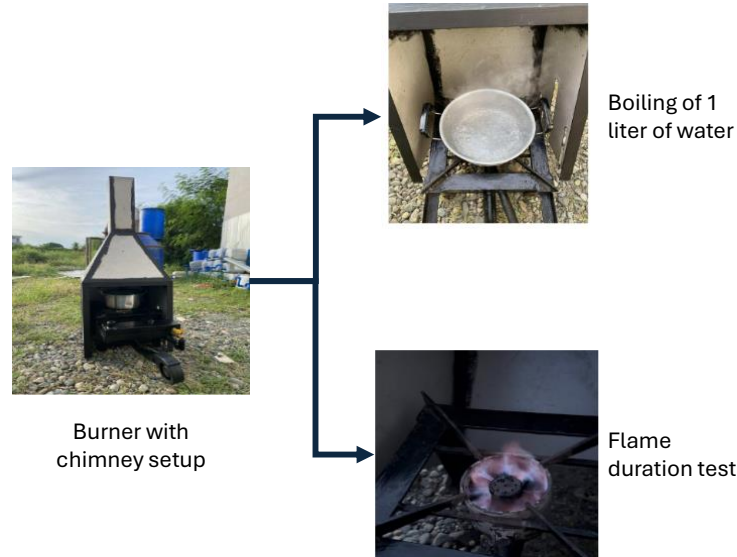 Boiling of 1
liter of water
Burner with
chimney setup
Flame
duration test